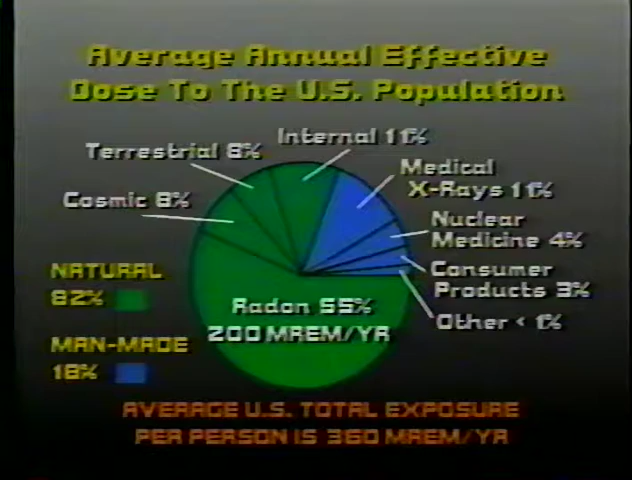 Average Annual Effective
Dose To The U.S. Population
Internal 11%
Terrestrial 8%
Medical
X-Rays 11%
Cosmic 8%
Nuclear
Medicine 4%
Consumer
Products 3%
NATURAL
82%
Radon 55%
200 MREM/YR
Other < 1%
MAN-MADE
18%
AVERAGE U.S. TOTAL EXPOSURE
PER PERSON IS 360 MREM/YR